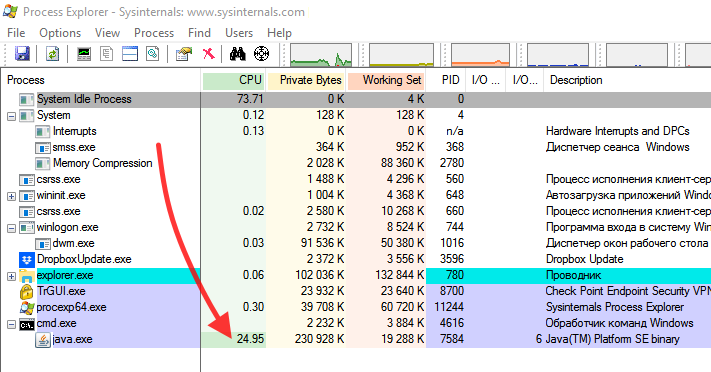 Process Explorer - Sysinternals: www.sysinternals.com
File Options View Process Find Users Help
Process CPU Private Bytes Working Set PID I/O ... I/O... Description
System Idle Process 73.71 0 K 4 K 0
System 0.12 128 K 128 K 4
Interrupts 0.13 0 K 0 K n/a Hardware Interrupts and DPCs
smss.exe 364 K 952 K 368 Диспетчер сеанса Windows
Memory Compression 2 028 K 88 360 K 2780
csrss.exe 1 488 K 4 296 K 560 Процесс исполнения клиент-сер
wininit.exe 1 004 K 4 368 K 648 Автозагрузка приложений Windo
csrss.exe 0.02 2 580 K 10 268 K 660 Процесс исполнения клиент-сер
winlogon.exe 2 732 K 8 524 K 744 Программа входа в систему Wi
dwm.exe 0.03 91 536 K 50 380 K 1016 Диспетчер окон рабочего стола
DropboxUpdate.exe 2 372 K 3 556 K 3596 Dropbox Update
explorer.exe 0.06 102 036 K 132 844 K 780 Проводник
TrGUI.exe 23 932 K 23 640 K 8700 Check Point Endpoint Security VPN
procexp64.exe 0.30 39 708 K 60 720 K 11244 Sysinternals Process Explorer
cmd.exe 2 232 K 3 884 K 4616 Обработчик команд Windows
java.exe 24.95 230 928 K 19 288 K 7584 6 Java(TM) Platform SE binary